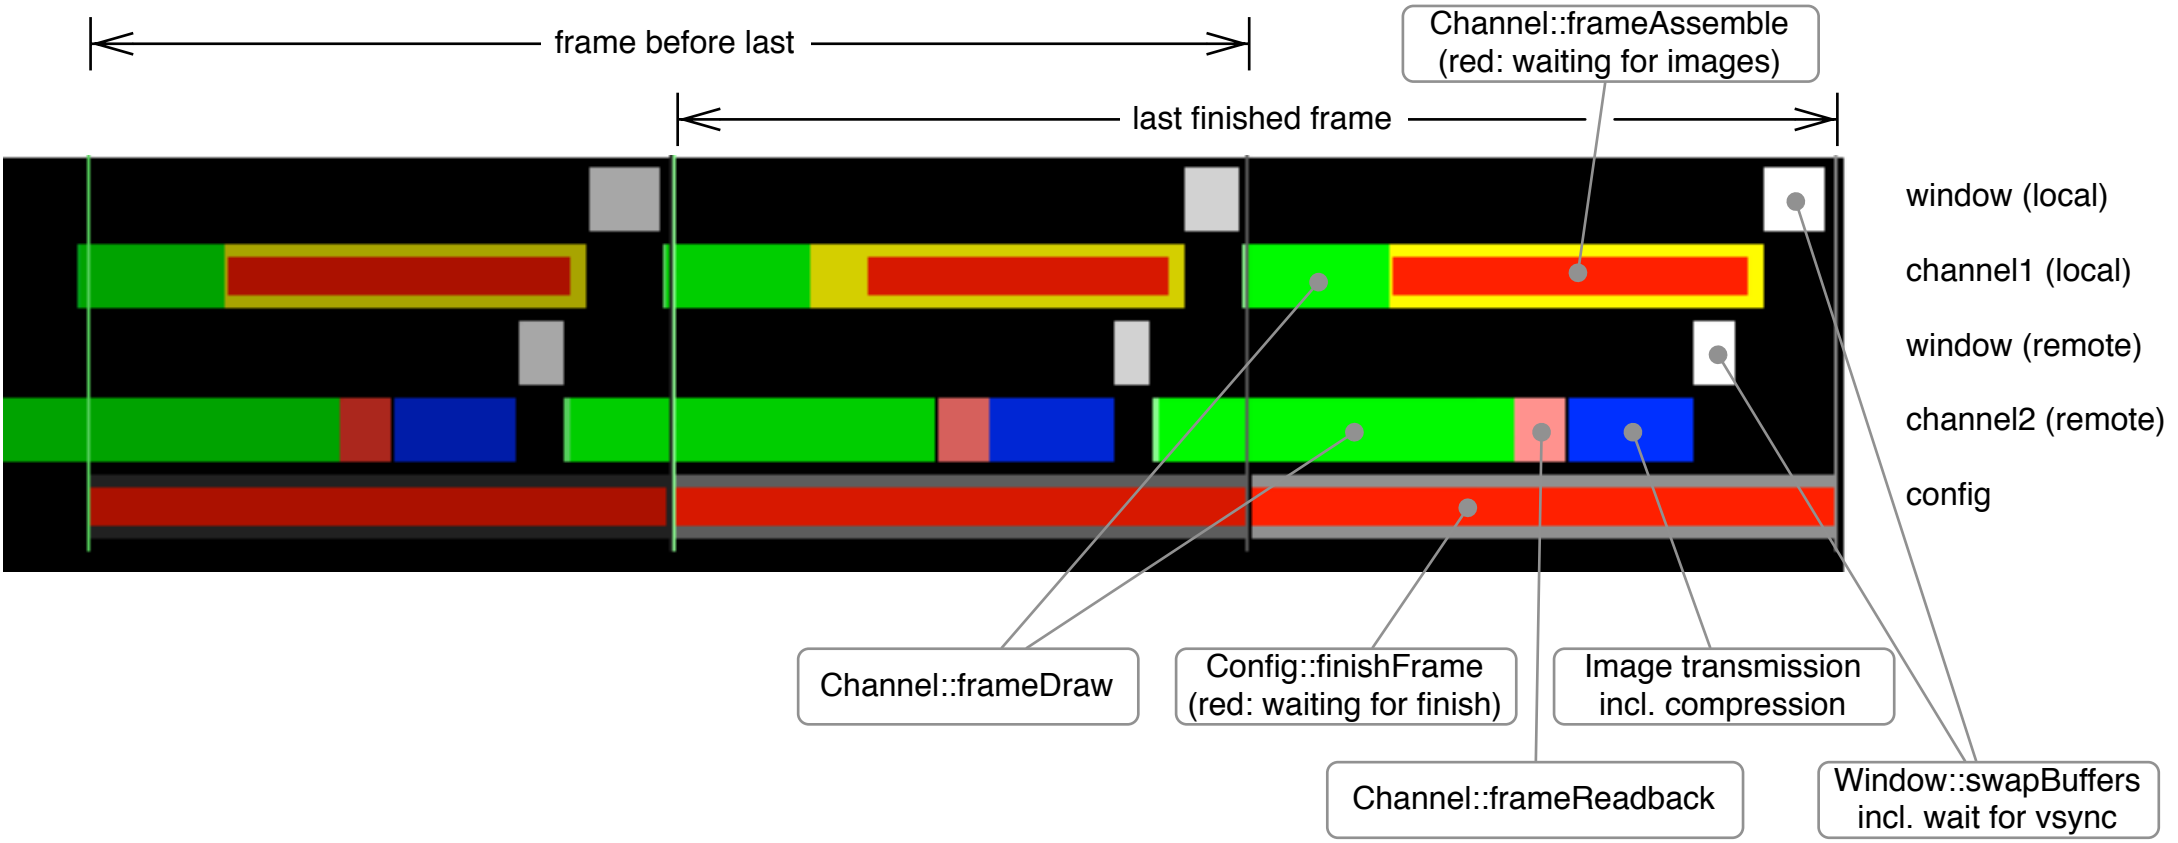 frame before last
Channel::frameAssemble
(red: waiting for images)
last finished frame
window (local)
channel1 (local)
window (remote)
channel2 (remote)
config
Channel::frameDraw
Config::finishFrame
(red: waiting for finish)
Image transmission
incl. compression
Channel::frameReadback
Window::swapBuffers
incl. wait for vsync